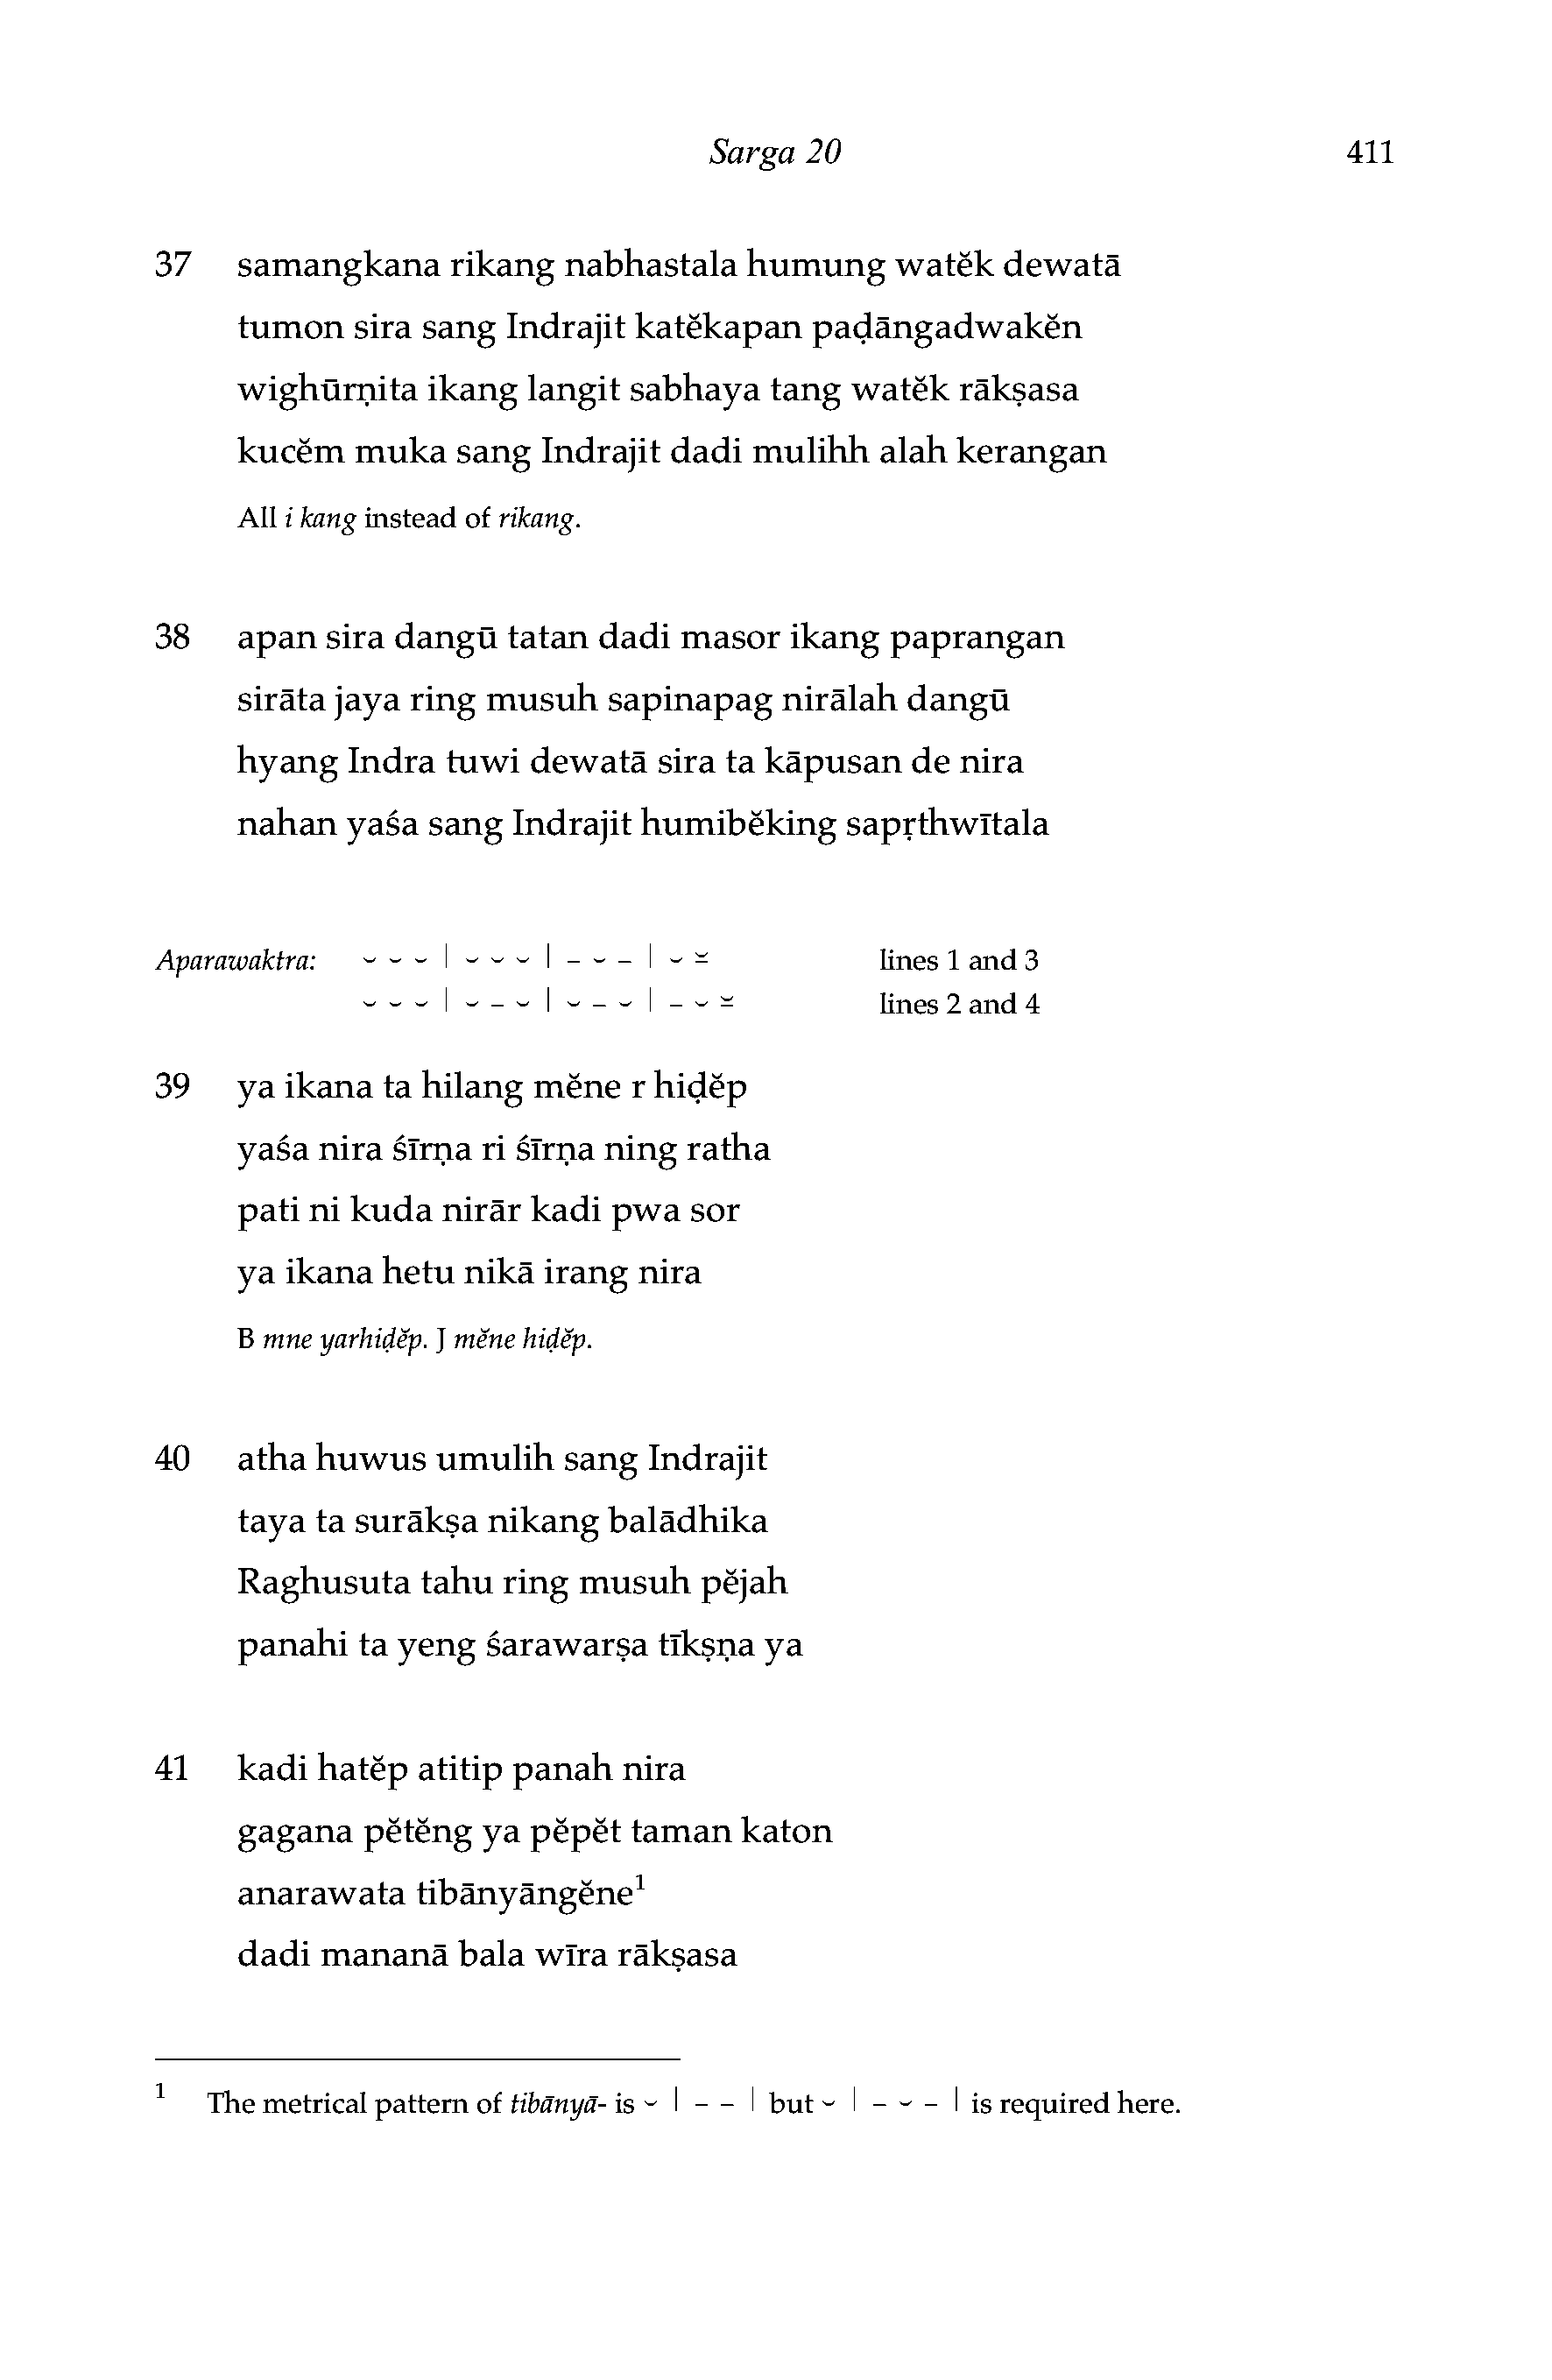 Sarga 20 411
37 samangkana rikang nabhastala humung watĕk dewatā
tumon sira sang Indrajit katĕkapan paḍāngadwakĕn
wighūrṇita ikang langit sabhaya tang watĕk rākṣasa
kucĕm muka sang Indrajit dadi mulihh alah kerangan
All i kang instead of rikang.
38 apan sira dangū tatan dadi masor ikang paprangan
sirāta jaya ring musuh sapinapag nirālah dangū
hyang Indra tuwi dewatā sira ta kāpusan de nira
nahan yaśa sang Indrajit humibĕking sapṛthwītala
Aparawaktra: ⏑ ⏑ ⏑ | ⏑ ⏑ ⏑ | – ⏑ – | ⏑ ⏓ lines 1 and 3
⏑ ⏑ ⏑ | ⏑ – ⏑ | ⏑ – ⏑ | – ⏑ ⏓ lines 2 and 4
39 ya ikana ta hilang mĕne r hiḍĕp
yaśa nira śīrṇa ri śīrṇa ning ratha
pati ni kuda nirār kadi pwa sor
ya ikana hetu nikā irang nira
B mne yarhiḍĕp. J mĕne hiḍĕp.
40 atha huwus umulih sang Indrajit
taya ta surākṣa nikang balādhika
Raghusuta tahu ring musuh pĕjah
panahi ta yeng śarawarṣa tīkṣṇa ya
41 kadi hatĕp atitip panah nira
gagana pĕtĕng ya pĕpĕt taman katon
anarawata tibānyāngĕne¹
dadi mananā bala wīra rākṣasa
¹ The metrical pattern of tibānyā- is ⏑ | – – | but ⏑ | – ⏑ – | is required here.